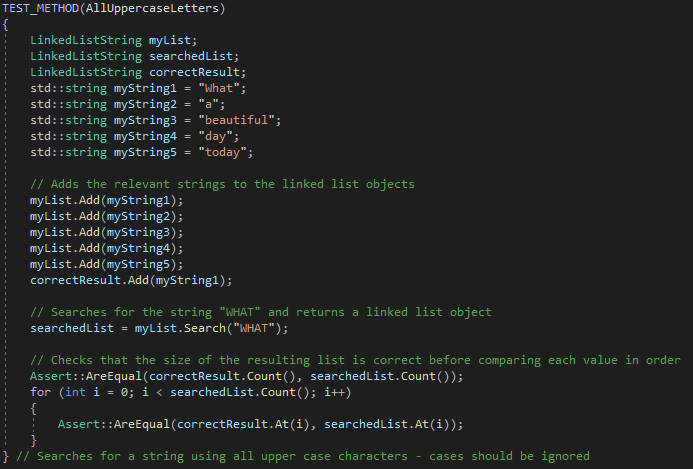 TEST_METHOD(AllUppercaseLetters)
{
    LinkedListString myList;
    LinkedListString searchedList;
    LinkedListString correctResult;
    std::string myString1 = "What";
    std::string myString2 = "a";
    std::string myString3 = "beautiful";
    std::string myString4 = "day";
    std::string myString5 = "today";

    // Adds the relevant strings to the linked list objects
    myList.Add(myString1);
    myList.Add(myString2);
    myList.Add(myString3);
    myList.Add(myString4);
    myList.Add(myString5);
    correctResult.Add(myString1);

    // Searches for the string "WHAT" and returns a linked list object
    searchedList = myList.Search("WHAT");

    // Checks that the size of the resulting list is correct before comparing each value in order
    Assert::AreEqual(correctResult.Count(), searchedList.Count());
    for (int i = 0; i < searchedList.Count(); i++)
    {
        Assert::AreEqual(correctResult.At(i), searchedList.At(i));
    }
} // Searches for a string using all upper case characters - cases should be ignored